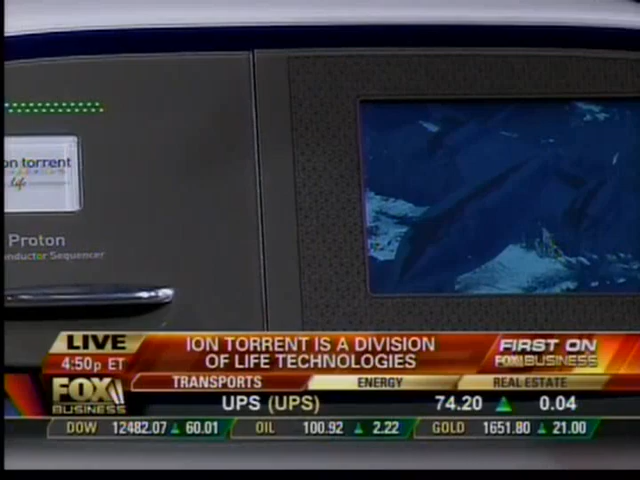 on torrent
life
Proton
onductor Sequencer
LIVE
4:50p ET
ION TORRENT IS A DIVISION
OF LIFE TECHNOLOGIES
FIRST ON
FOX BUSINESS
FOX
BUSINESS
TRANSPORTS
ENERGY
REAL ESTATE
UPS (UPS) 74.20 ▲ 0.04
DOW 12482.07 ▲ 60.01 OIL 100.92 ▲ 2.22 GOLD 1651.80 ▲ 21.00